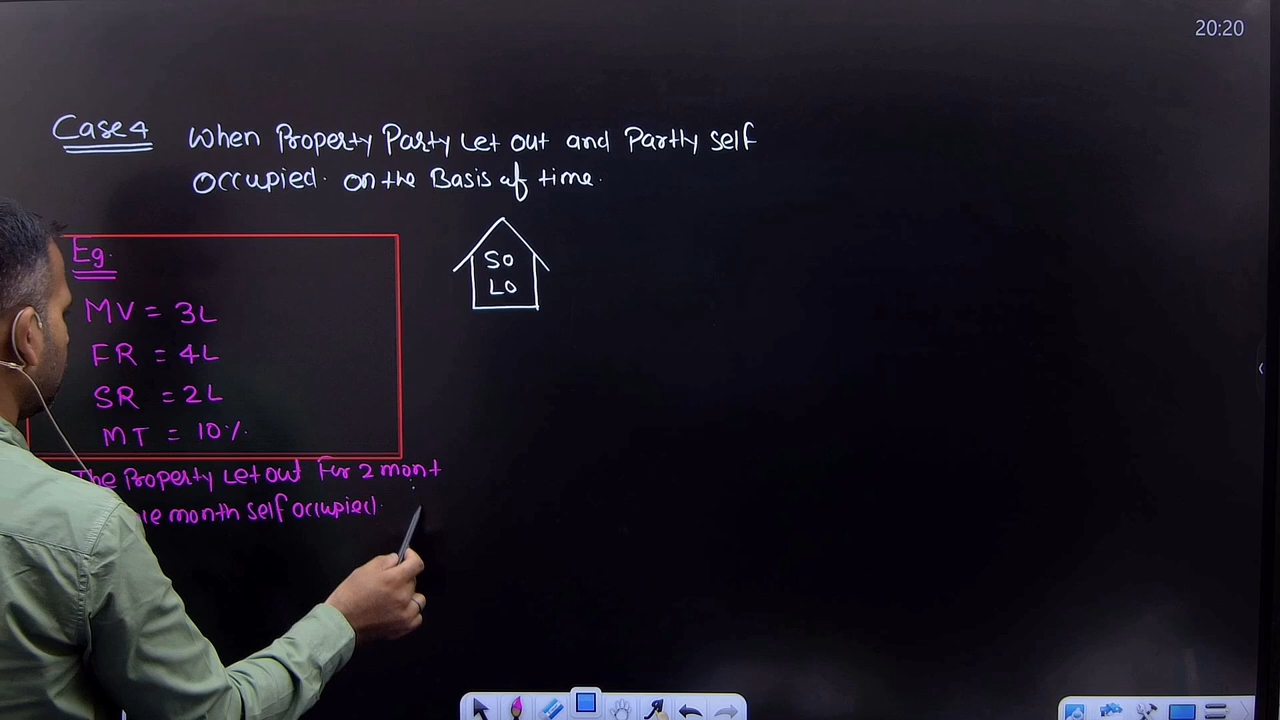 20:20
Case 4 When Property Party Let out and Partly Self
Occupied. on the Basis of time.
Eg.
SO
LO
MV = 3L
FR = 4L
SR = 2L
MT = 10%.
The Property Let out For 2 mont
month Self occupied.